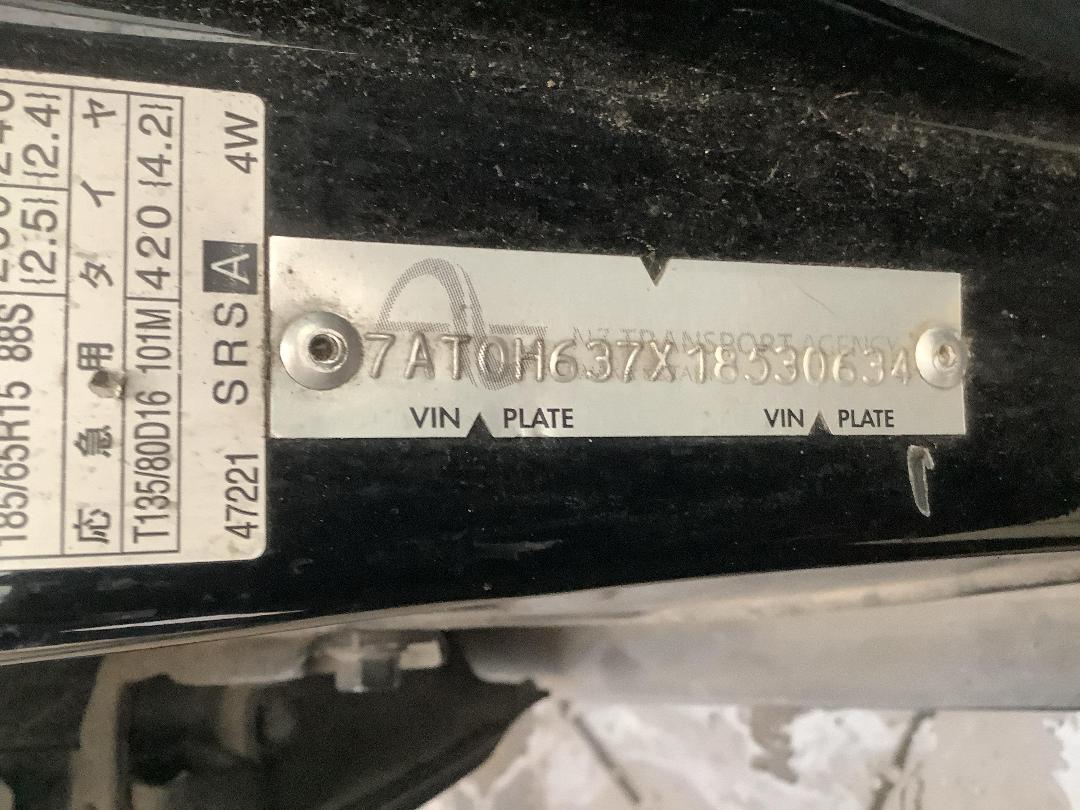 {2.5} {2.4}
185/65R15 88S
応急用タイヤ
T135/80D16 101M 420 {4.2}
47221 SRS A 4W
NZ TRANSPORT AGENCY
7AT0H637X18530634
VIN PLATE VIN PLATE